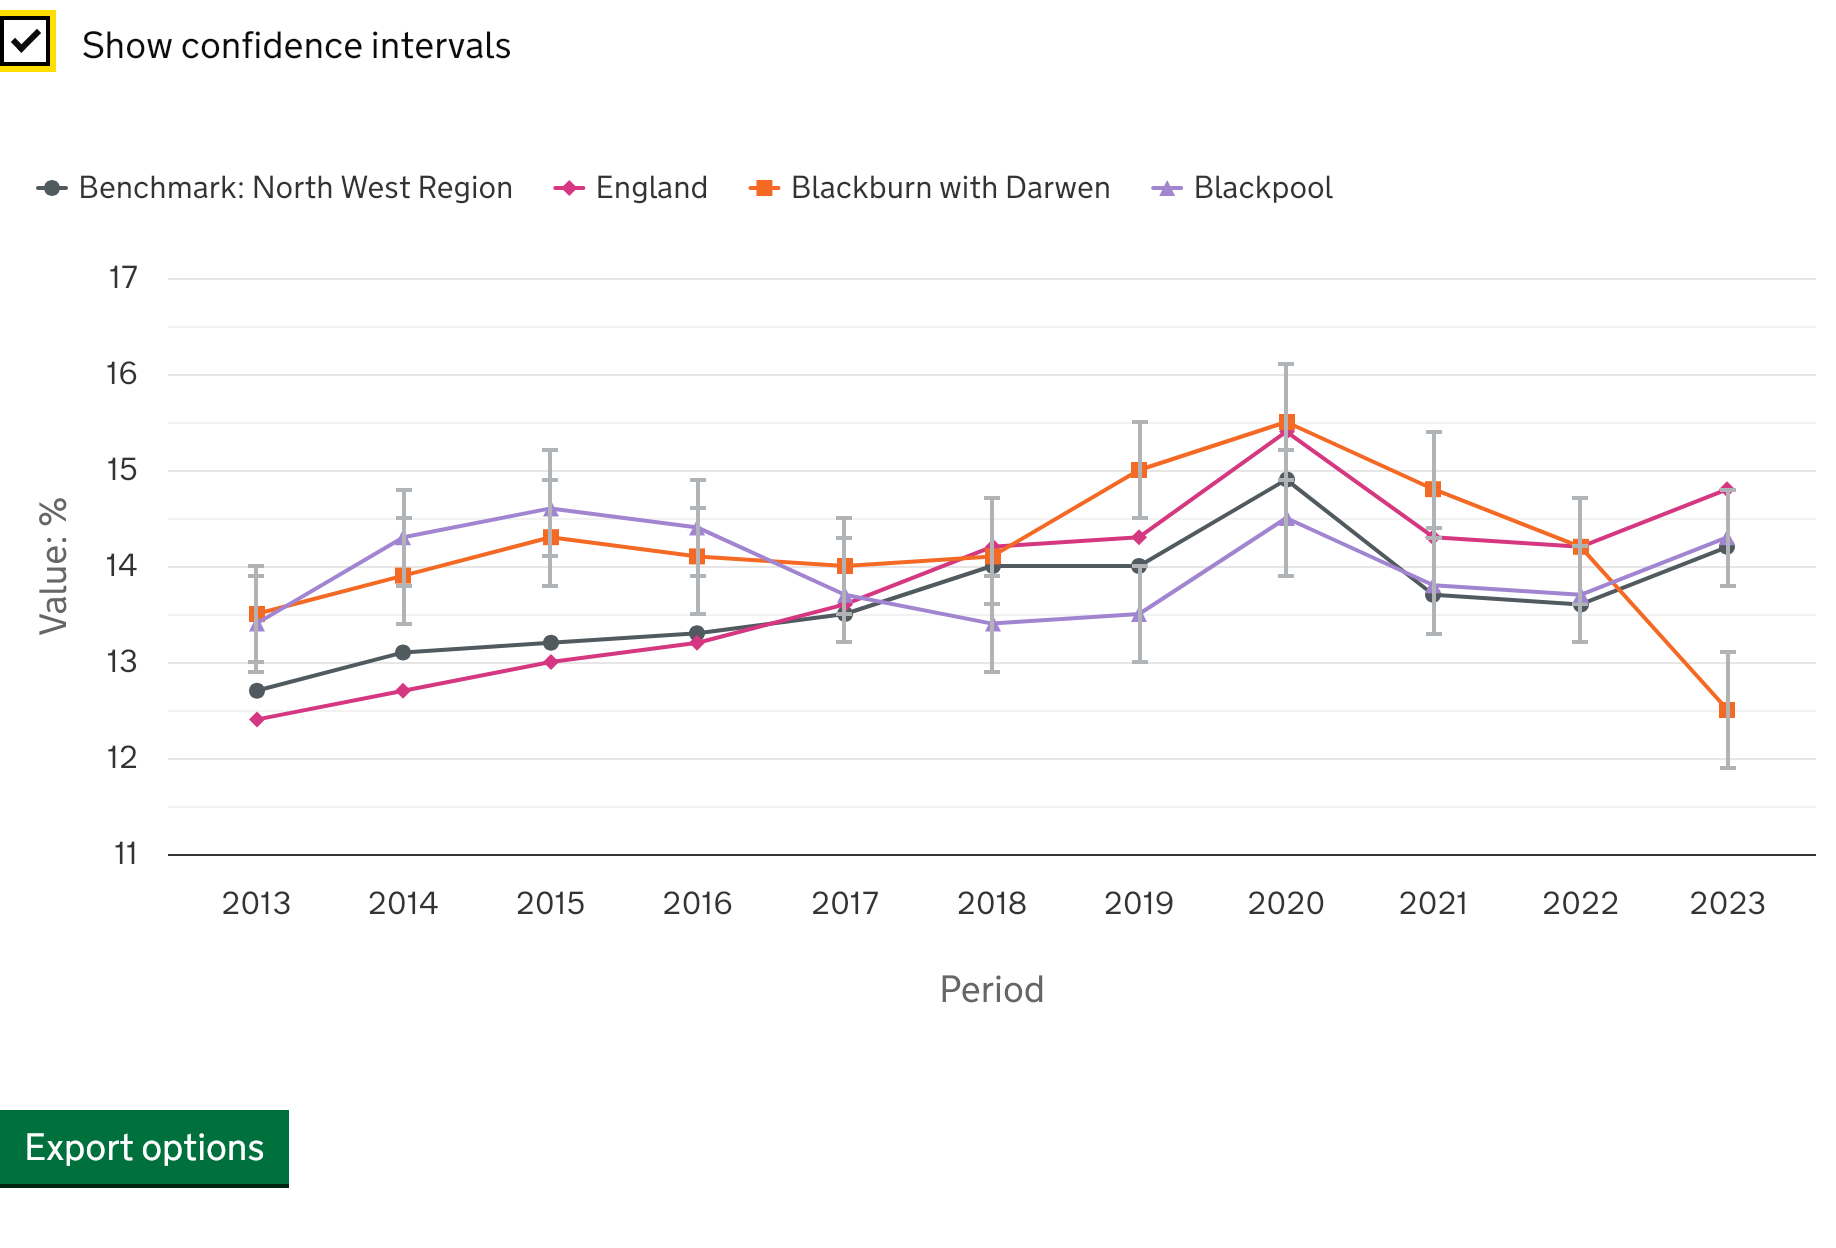 Show confidence intervals
Benchmark: North West Region England Blackburn with Darwen Blackpool
17
16
15
14
13
12
11
Value: %
2013 2014 2015 2016 2017 2018 2019 2020 2021 2022 2023
Period
Export options